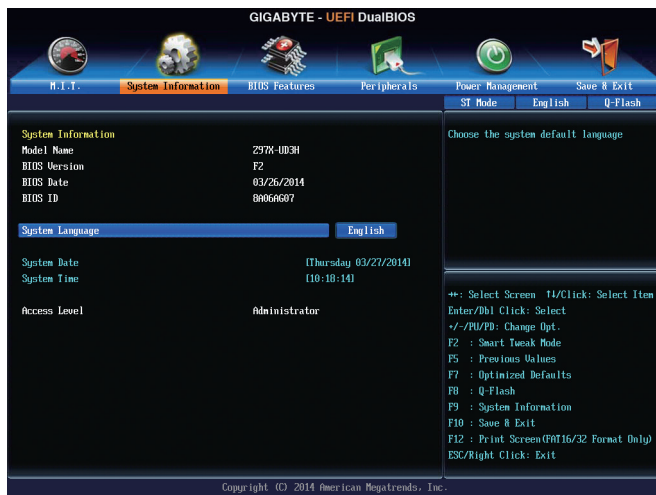 GIGABYTE - UEFI DualBIOS
M.I.T.
System Information
BIOS Features
Peripherals
Power Management
Save & Exit
ST Mode
English
Q-Flash
System Information
Model Name Z97X-UD3H
BIOS Version F2
BIOS Date 03/26/2014
BIOS ID 8A06AG07
System Language English
System Date [Thursday 03/27/2014]
System Time [10:18:14]
Access Level Administrator
Choose the system default language
→←: Select Screen ↑↓/Click: Select Item
Enter/Dbl Click: Select
+/-/PU/PD: Change Opt.
F2 : Smart Tweak Mode
F5 : Previous Values
F7 : Optimized Defaults
F8 : Q-Flash
F9 : System Information
F10 : Save & Exit
F12 : Print Screen(FAT16/32 Format Only)
ESC/Right Click: Exit
Copyright (C) 2014 American Megatrends, Inc.